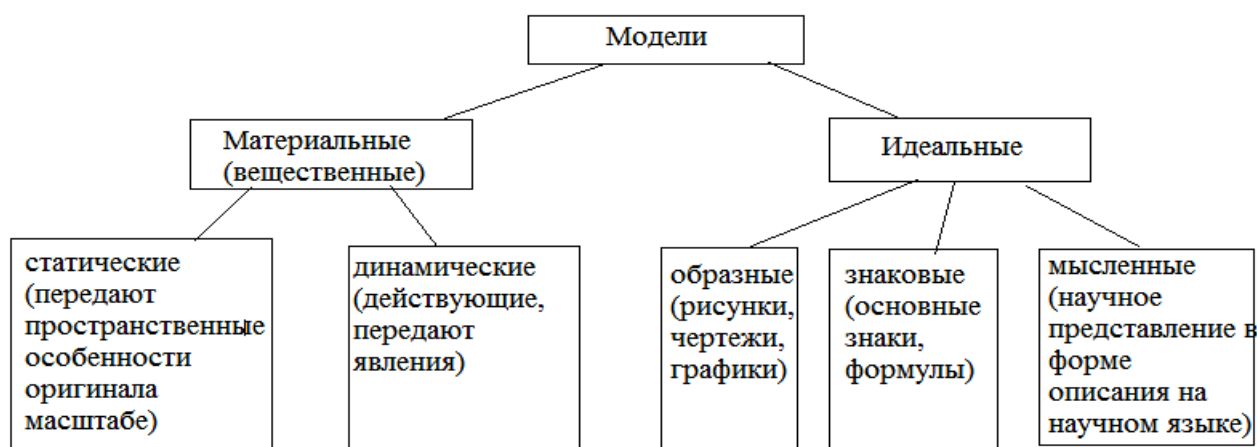 Модели
Материальные
(вещественные)
Идеальные
статические
(передают
пространственные
особенности
оригинала
масштабе)
динамические
(действующие,
передают
явления)
образные
(рисунки,
чертежи,
графики)
знаковые
(основные
знаки,
формулы)
мысленные
(научное
представление в
форме
описания на
научном языке)